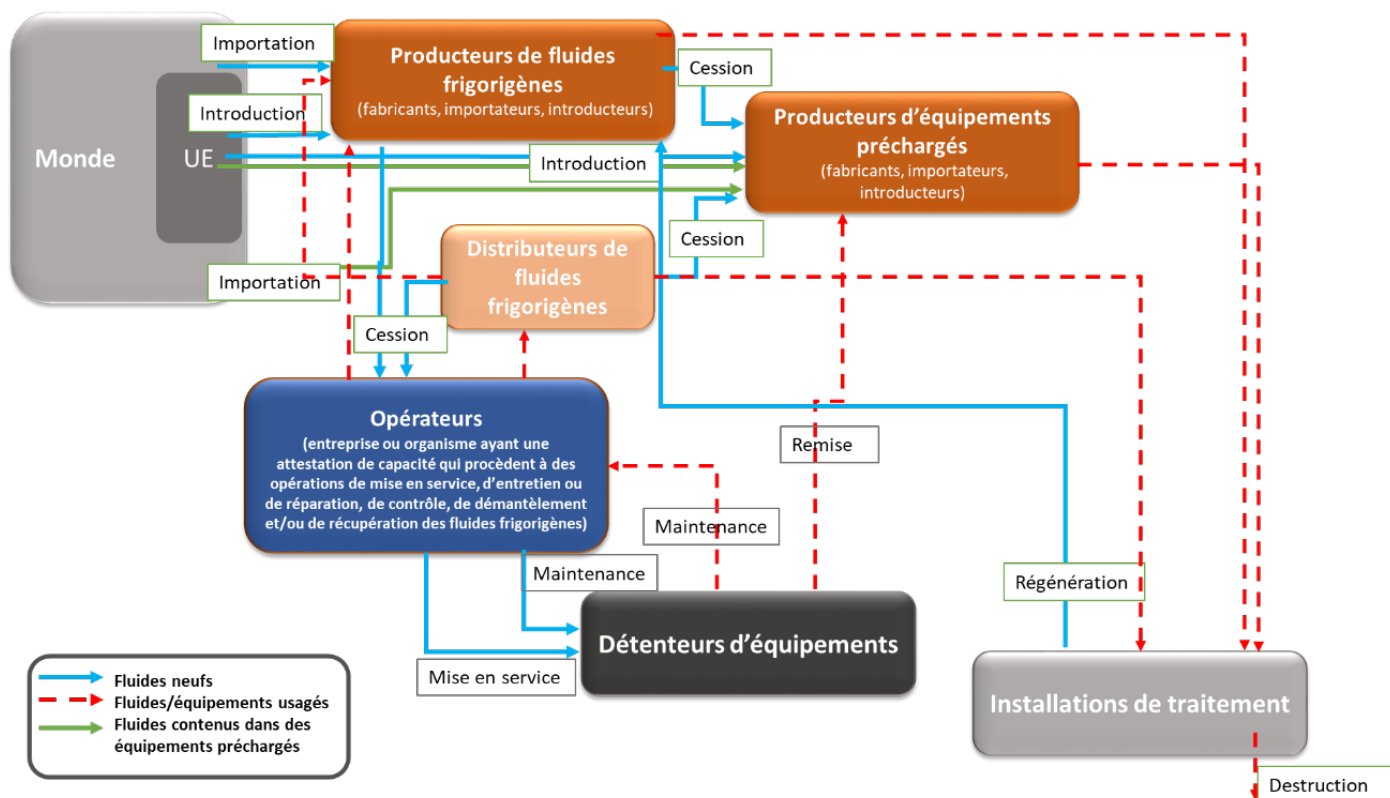 Importation
Producteurs de fluides
frigorigènes
(fabricants, importateurs, introducteurs)
Cession
Introduction
Producteurs d'équipements
préchargés
(fabricants, importateurs,
introducteurs)
Monde
UE
Introduction
Cession
Distributeurs de
fluides
frigorigènes
Importation
Cession
Opérateurs
(entreprise ou organisme ayant une
attestation de capacité qui procèdent à des
opérations de mise en service, d'entretien ou
de réparation, de contrôle, de démantèlement
et/ou de récupération des fluides frigorigènes)
Remise
Maintenance
Maintenance
Régénération
Détenteurs d'équipements
Mise en service
Installations de traitement
Fluides neufs
Fluides/équipements usagés
Fluides contenus dans des
équipements préchargés
Destruction